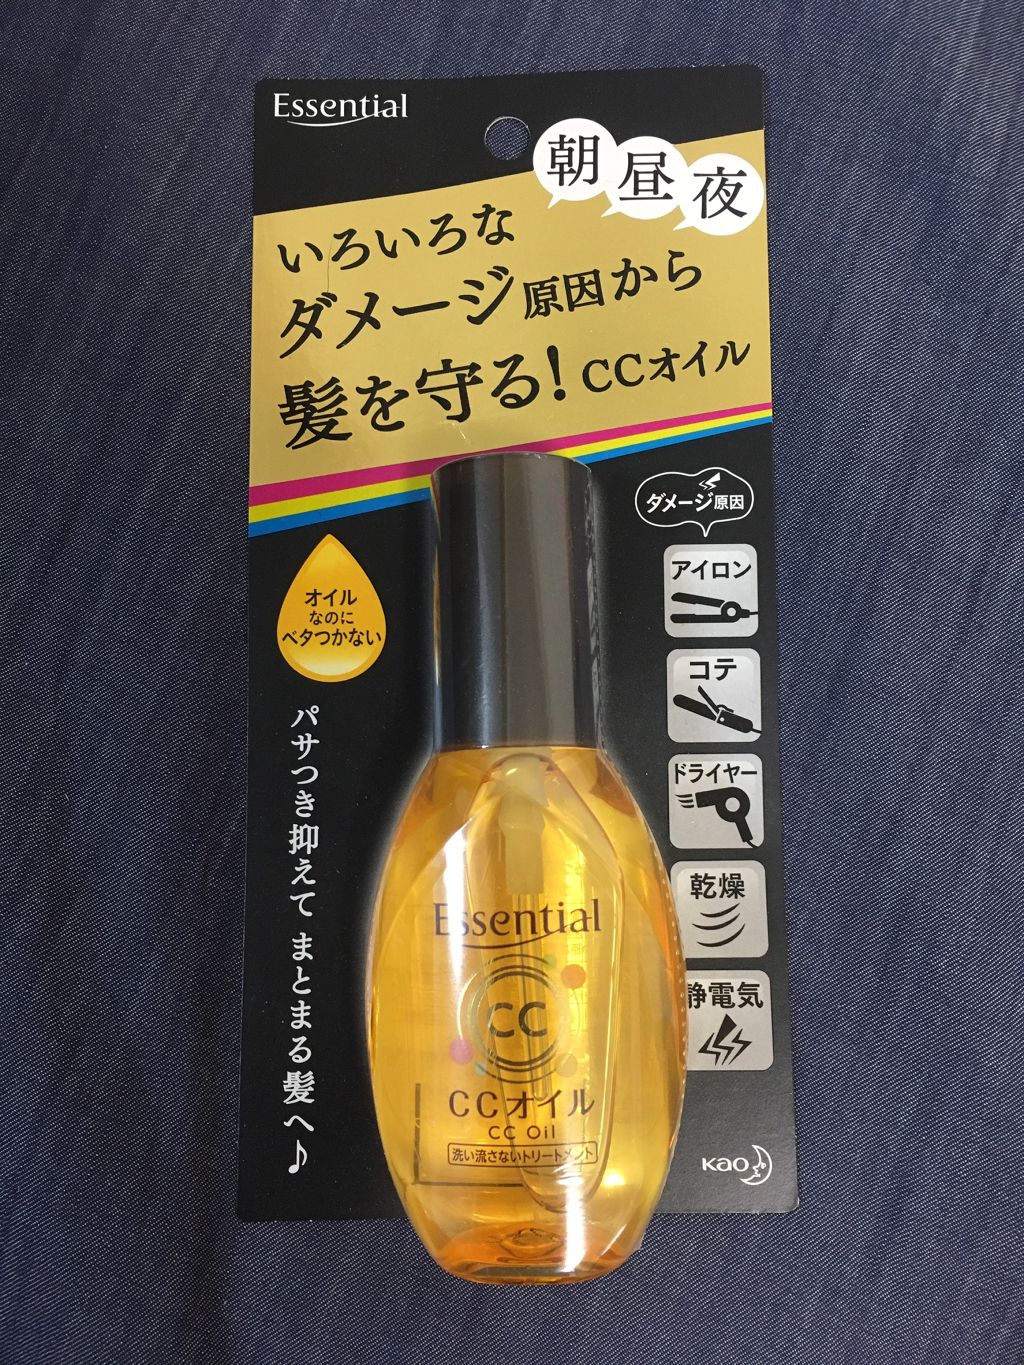 Essential
朝 昼 夜
いろいろな
ダメージ原因から
髪を守る!CCオイル
ダメージ原因
アイロン
コテ
ドライヤー
乾燥
静電気
オイル
なのに
ベタつかない
パサつき抑えて まとまる髪へ♪
Essential
CC
CCオイル
CC Oil
洗い流さないトリートメント
Kao